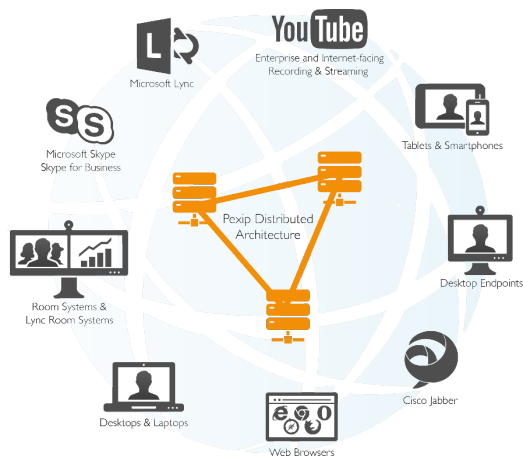 YouTube
Enterprise and Internet-facing
Recording & Streaming
L
Microsoft Lync
Tablets & Smartphones
S S
Microsoft Skype
Skype for Business
Pexip Distributed
Architecture
Desktop Endpoints
Room Systems &
Lync Room Systems
Cisco Jabber
Desktops & Laptops
Web Browsers